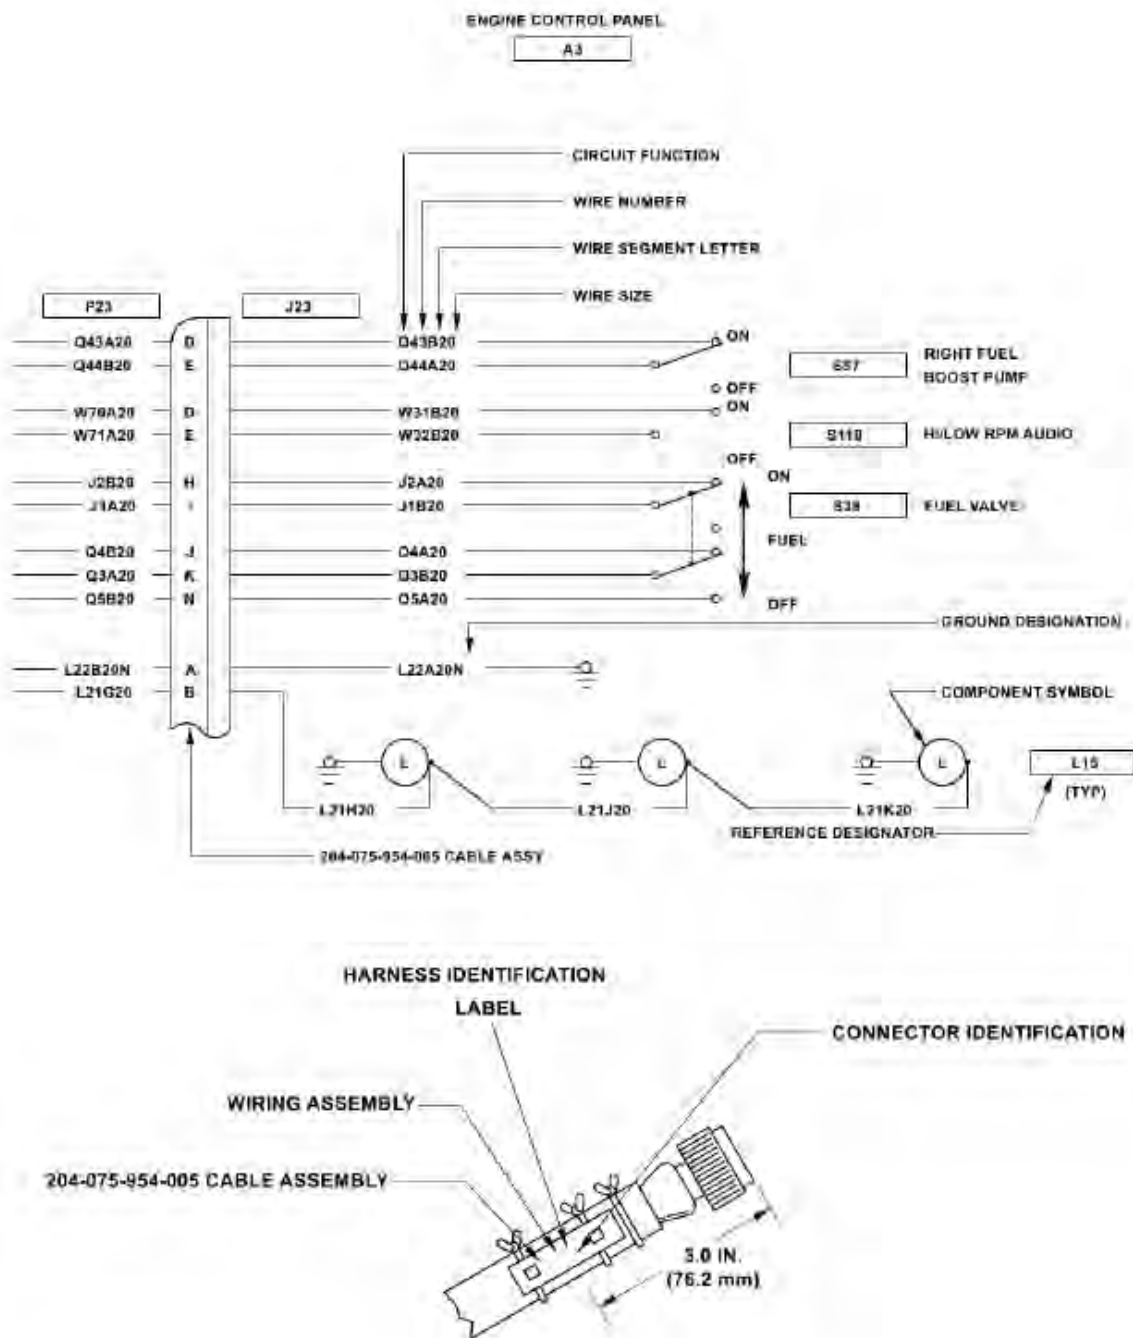 ENGINE CONTROL PANEL
A3
CIRCUIT FUNCTION
WIRE NUMBER
WIRE SEGMENT LETTER
WIRE SIZE
P23
J23
Q43A20 D Q43B20 ON
Q44B20 E Q44A20
S57 RIGHT FUEL
BOOST PUMP
OFF
W70A20 D W31B20 ON
W71A20 E W32B20
S110 HI/LOW RPM AUDIO
OFF
J2B20 H J2A20 ON
J1A20 J1B20
S39 FUEL VALVE
FUEL
Q4B20 J Q4A20
Q3A20 K Q3B20
Q5B20 N Q5A20 OFF
GROUND DESIGNATION
L22B20N A L22A20N
L21G20 B
COMPONENT SYMBOL
L L L
L15
(TYP)
L21H20 L21J20 L21K20
REFERENCE DESIGNATOR
204-075-954-005 CABLE ASSY
HARNESS IDENTIFICATION
LABEL
CONNECTOR IDENTIFICATION
WIRING ASSEMBLY
204-075-954-005 CABLE ASSEMBLY
3.0 IN.
(76.2 mm)